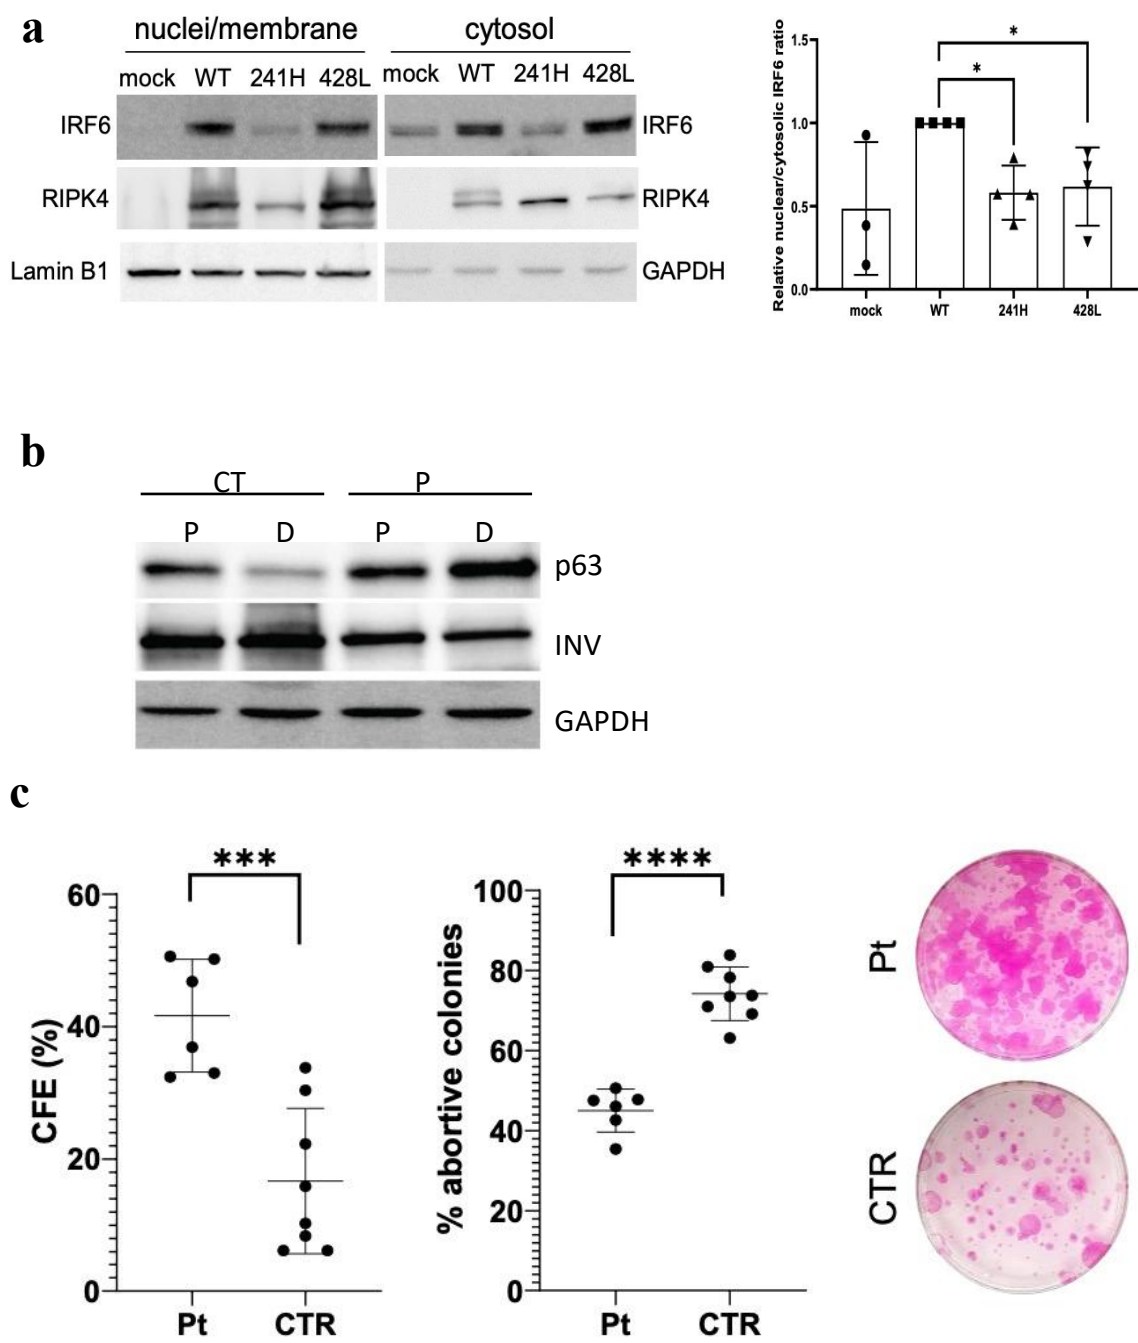 a
nuclei/membrane cytosol
mock WT 241H 428L mock WT 241H 428L
IRF6 IRF6
RIPK4 RIPK4
Lamin B1 GAPDH
Relative nuclear/cytosolic IRF6 ratio
1.5
1.0
0.5
0.0
* *
mock WT 241H 428L
b
CT P
P D P D
p63
INV
GAPDH
c
***
CFE (%)
60
40
20
0
Pt CTR
****
% abortive colonies
100
80
60
40
20
0
Pt CTR
Pt
CTR